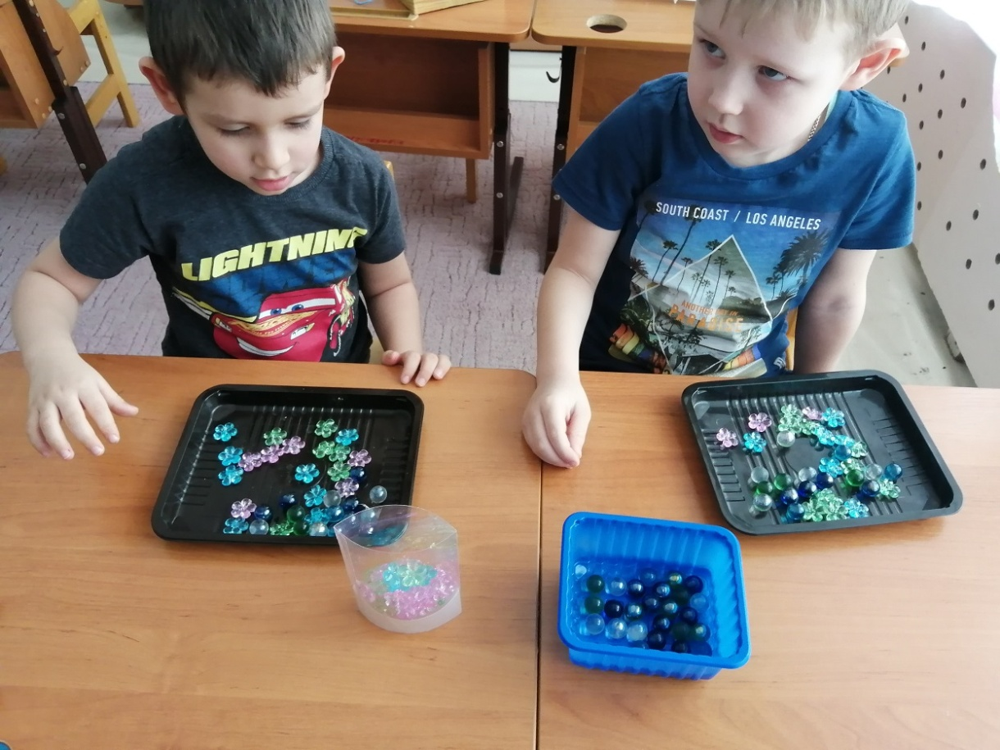 LIGHTNING
SOUTH COAST / LOS ANGELES
PARADISE